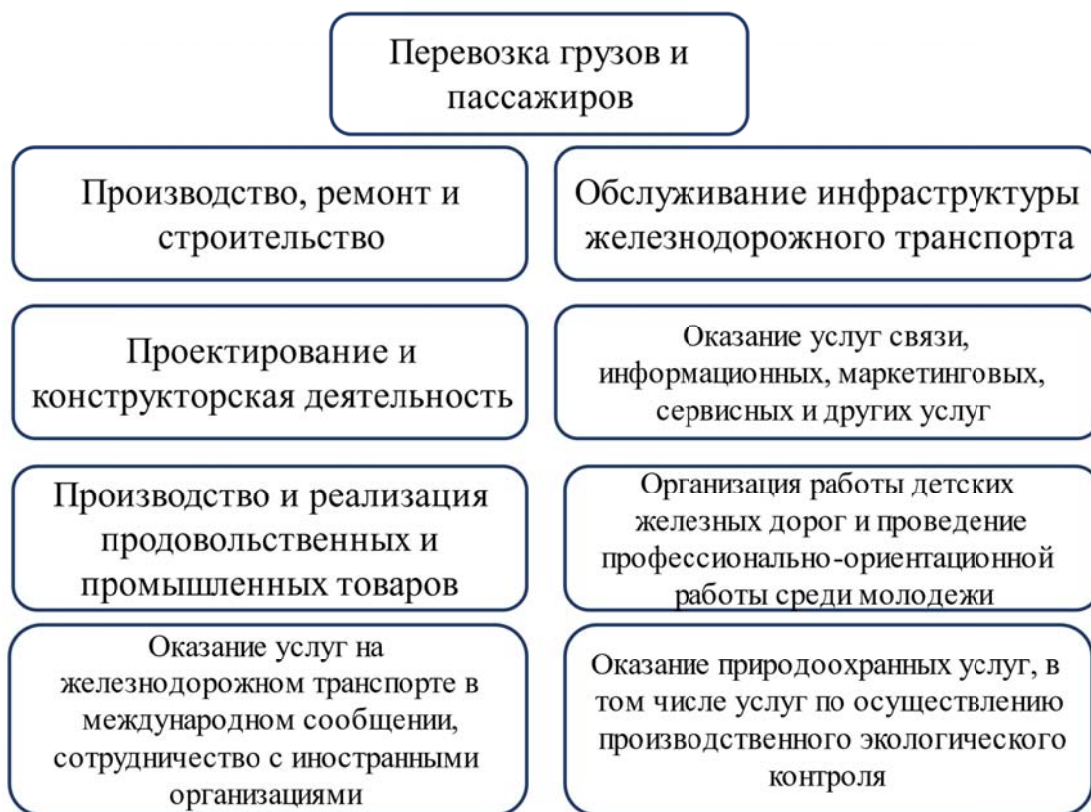 Перевозка грузов и
пассажиров
Производство, ремонт и
строительство
Обслуживание инфраструктуры
железнодорожного транспорта
Проектирование и
конструкторская деятельность
Оказание услуг связи,
информационных, маркетинговых,
сервисных и других услуг
Производство и реализация
продовольственных и
промышленных товаров
Организация работы детских
железных дорог и проведение
профессионально-ориентационной
работы среди молодежи
Оказание услуг на
железнодорожном транспорте в
международном сообщении,
сотрудничество с иностранными
организациями
Оказание природоохранных услуг, в
том числе услуг по осуществлению
производственного экологического
контроля